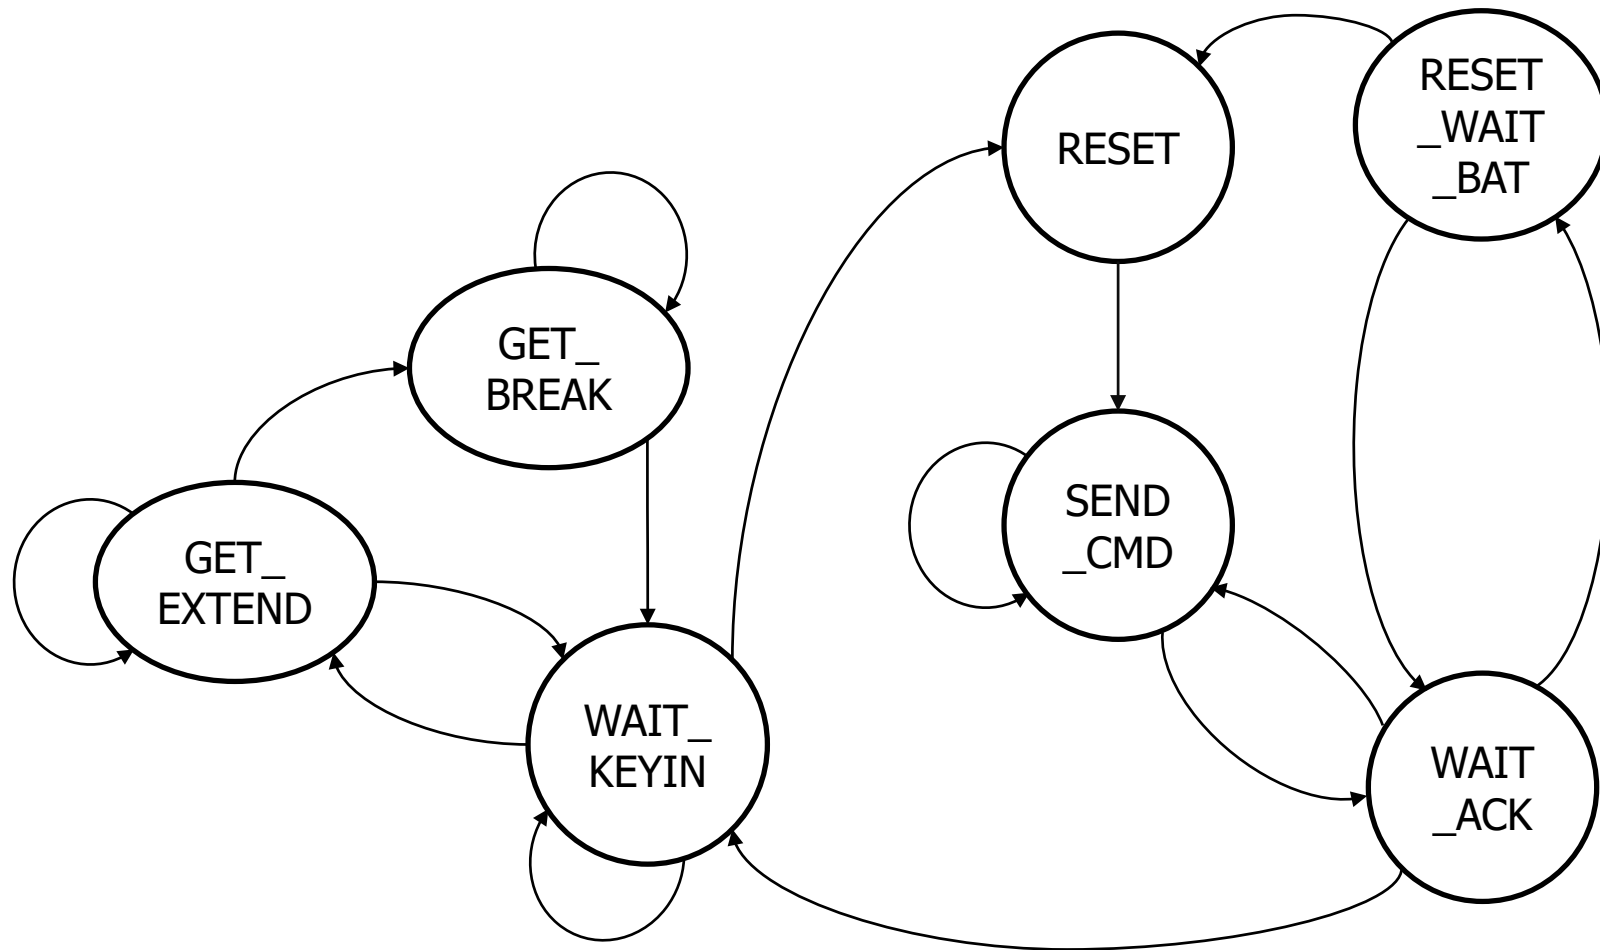 RESET
_WAIT
_BAT
RESET
GET_
BREAK
SEND
_CMD
GET_
EXTEND
WAIT_
KEYIN
WAIT
_ACK